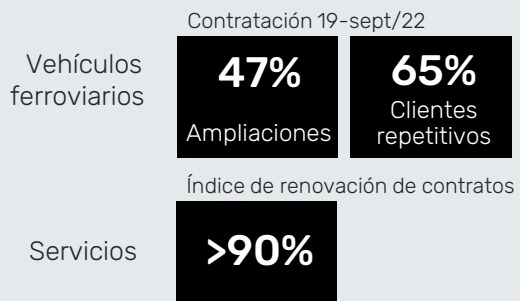 Contratación 19-sept/22
Vehículos
ferroviarios
47%
Ampliaciones
65%
Clientes
repetitivos
Índice de renovación de contratos
Servicios
>90%